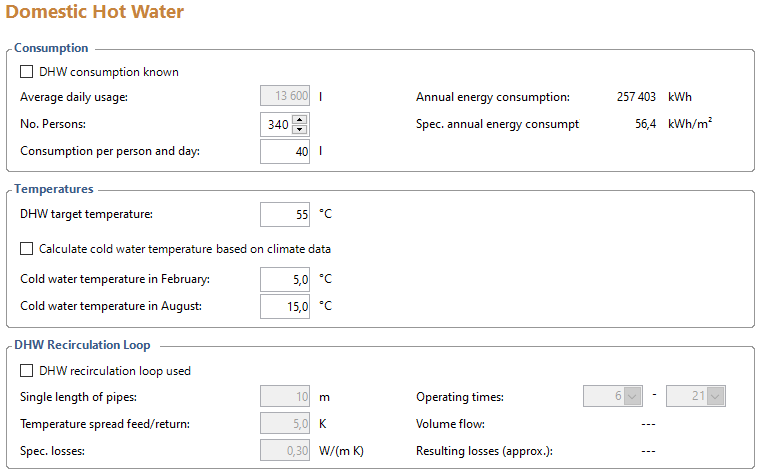 Domestic Hot Water
Consumption
DHW consumption known
Average daily usage: 13 600 l Annual energy consumption: 257 403 kWh
No. Persons: 340 Spec. annual energy consumpt 56,4 kWh/m²
Consumption per person and day: 40 l
Temperatures
DHW target temperature: 55 °C
Calculate cold water temperature based on climate data
Cold water temperature in February: 5,0 °C
Cold water temperature in August: 15,0 °C
DHW Recirculation Loop
DHW recirculation loop used
Single length of pipes: 10 m Operating times: 6 - 21
Temperature spread feed/return: 5,0 K Volume flow: ---
Spec. losses: 0,30 W/(m K) Resulting losses (approx.): ---